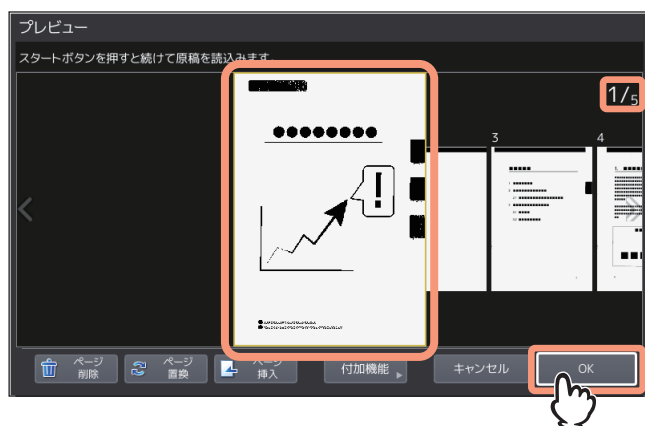 プレビュー
スタートボタンを押すと続けて原稿を読込みます。
1/5
3
4
!
ページ
削除
ページ
置換
ページ
挿入
付加機能
キャンセル
OK